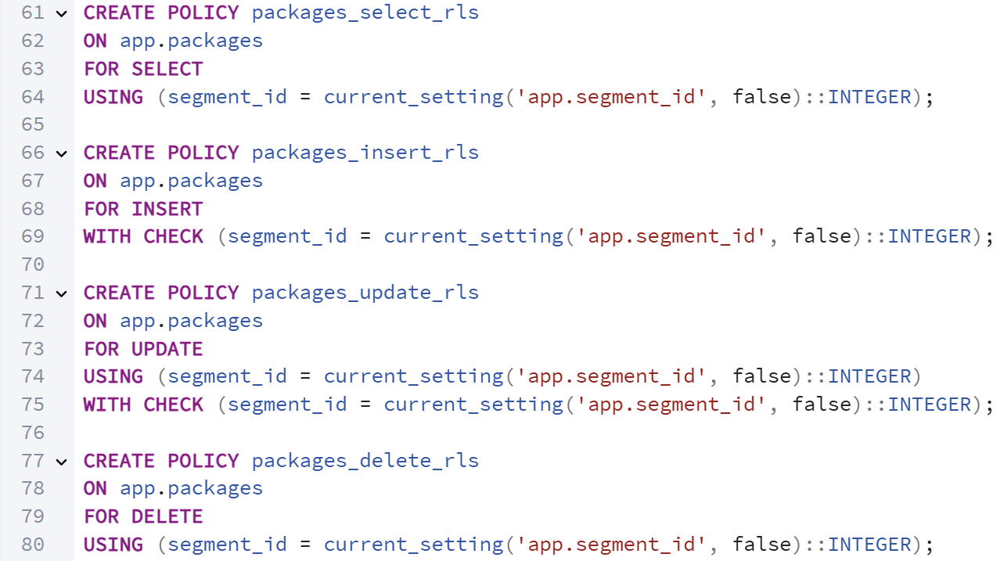 61 CREATE POLICY packages_select_rls
62 ON app.packages
63 FOR SELECT
64 USING (segment_id = current_setting('app.segment_id', false)::INTEGER);
65
66 CREATE POLICY packages_insert_rls
67 ON app.packages
68 FOR INSERT
69 WITH CHECK (segment_id = current_setting('app.segment_id', false)::INTEGER);
70
71 CREATE POLICY packages_update_rls
72 ON app.packages
73 FOR UPDATE
74 USING (segment_id = current_setting('app.segment_id', false)::INTEGER)
75 WITH CHECK (segment_id = current_setting('app.segment_id', false)::INTEGER);
76
77 CREATE POLICY packages_delete_rls
78 ON app.packages
79 FOR DELETE
80 USING (segment_id = current_setting('app.segment_id', false)::INTEGER);